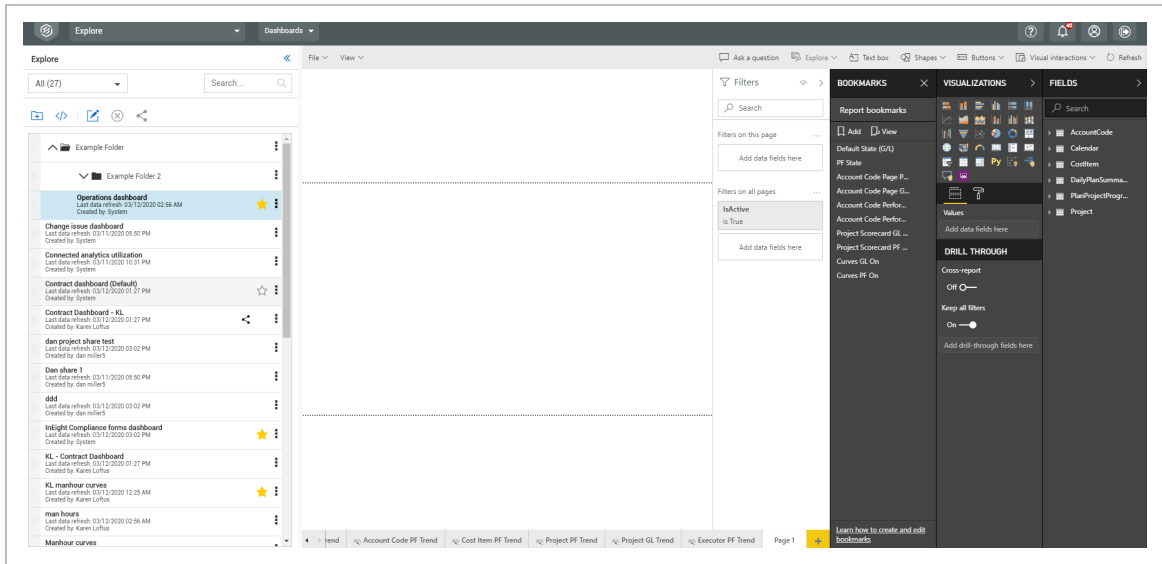 Explore
Dashboards
40
Explore
File
View
Ask a question
Explore
Text box
Shapes
Buttons
Visual interactions
Refresh
All (27)
Search...
Example Folder
Example Folder 2
Operations dashboard
Last data refresh: 03/12/2020 02:56 AM
Created by: System
Change issue dashboard
Last data refresh: 03/11/2020 05:50 PM
Created by: System
Connected analytics utilization
Last data refresh: 03/11/2020 10:31 PM
Created by: System
Contract dashboard (Default)
Last data refresh: 03/12/2020 01:27 PM
Created by: System
Contract Dashboard - KL
Last data refresh: 03/12/2020 01:27 PM
Created by: Karen Loftus
dan project share test
Last data refresh: 03/12/2020 03:02 PM
Created by: dan miller5
Dan share 1
Last data refresh: 03/11/2020 05:50 PM
Created by: dan miller5
ddd
Last data refresh: 03/12/2020 03:02 PM
Created by: dan miller5
InEight Compliance forms dashboard
Last data refresh: 03/12/2020 03:02 PM
Created by: System
KL - Contract Dashboard
Last data refresh: 03/12/2020 01:27 PM
Created by: Karen Loftus
KL manhour curves
Last data refresh: 03/12/2020 12:25 AM
Created by: Karen Loftus
man hours
Last data refresh: 03/12/2020 02:56 AM
Created by: Karen Loftus
Manhour curves
rend
Account Code PF Trend
Cost Item PF Trend
Project PF Trend
Project GL Trend
Executor PF Trend
Page 1
+
Filters
Search
Filters on this page
...
Add data fields here
Filters on all pages
...
IsActive
is True
Add data fields here
BOOKMARKS
Report bookmarks
Add
View
Default State (G/L)
PF State
Account Code Page P...
Account Code Page G...
Account Code Perfor...
Account Code Perfor...
Project Scorecard GL ...
Project Scorecard PF ...
Curves GL On
Curves PF On
Learn how to create and edit
bookmarks
VISUALIZATIONS
Py
Values
Add data fields here
DRILL THROUGH
Cross-report
Off
Keep all filters
On
Add drill-through fields here
FIELDS
Search
AccountCode
Calendar
CostItem
DailyPlanSumma...
PlanProjectProgr...
Project